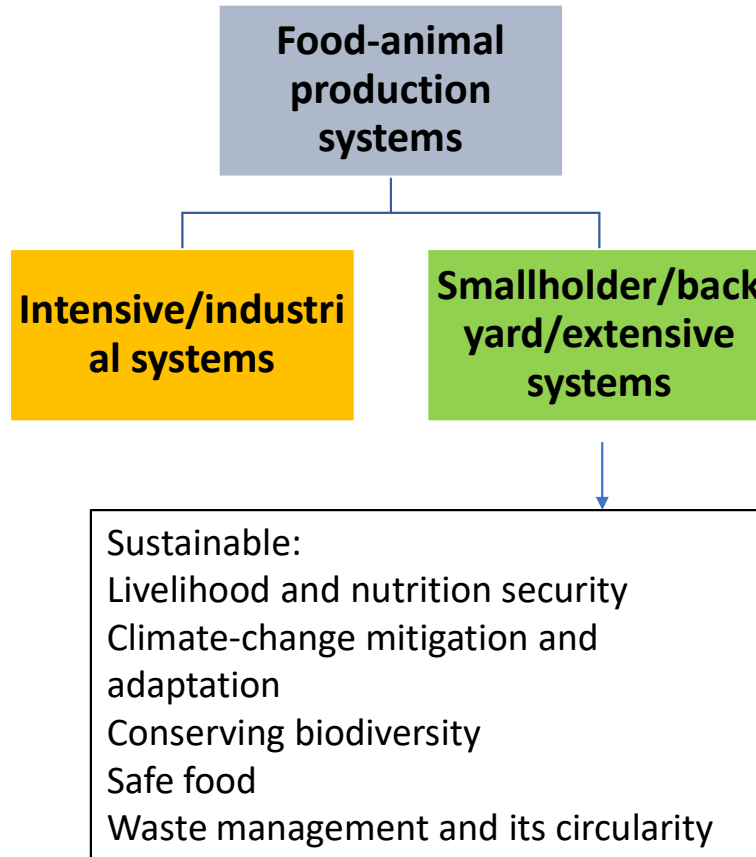 Food-animal
production
systems
Intensive/industri
al systems
Smallholder/back
yard/extensive
systems
Sustainable:
Livelihood and nutrition security
Climate-change mitigation and
adaptation
Conserving biodiversity
Safe food
Waste management and its circularity